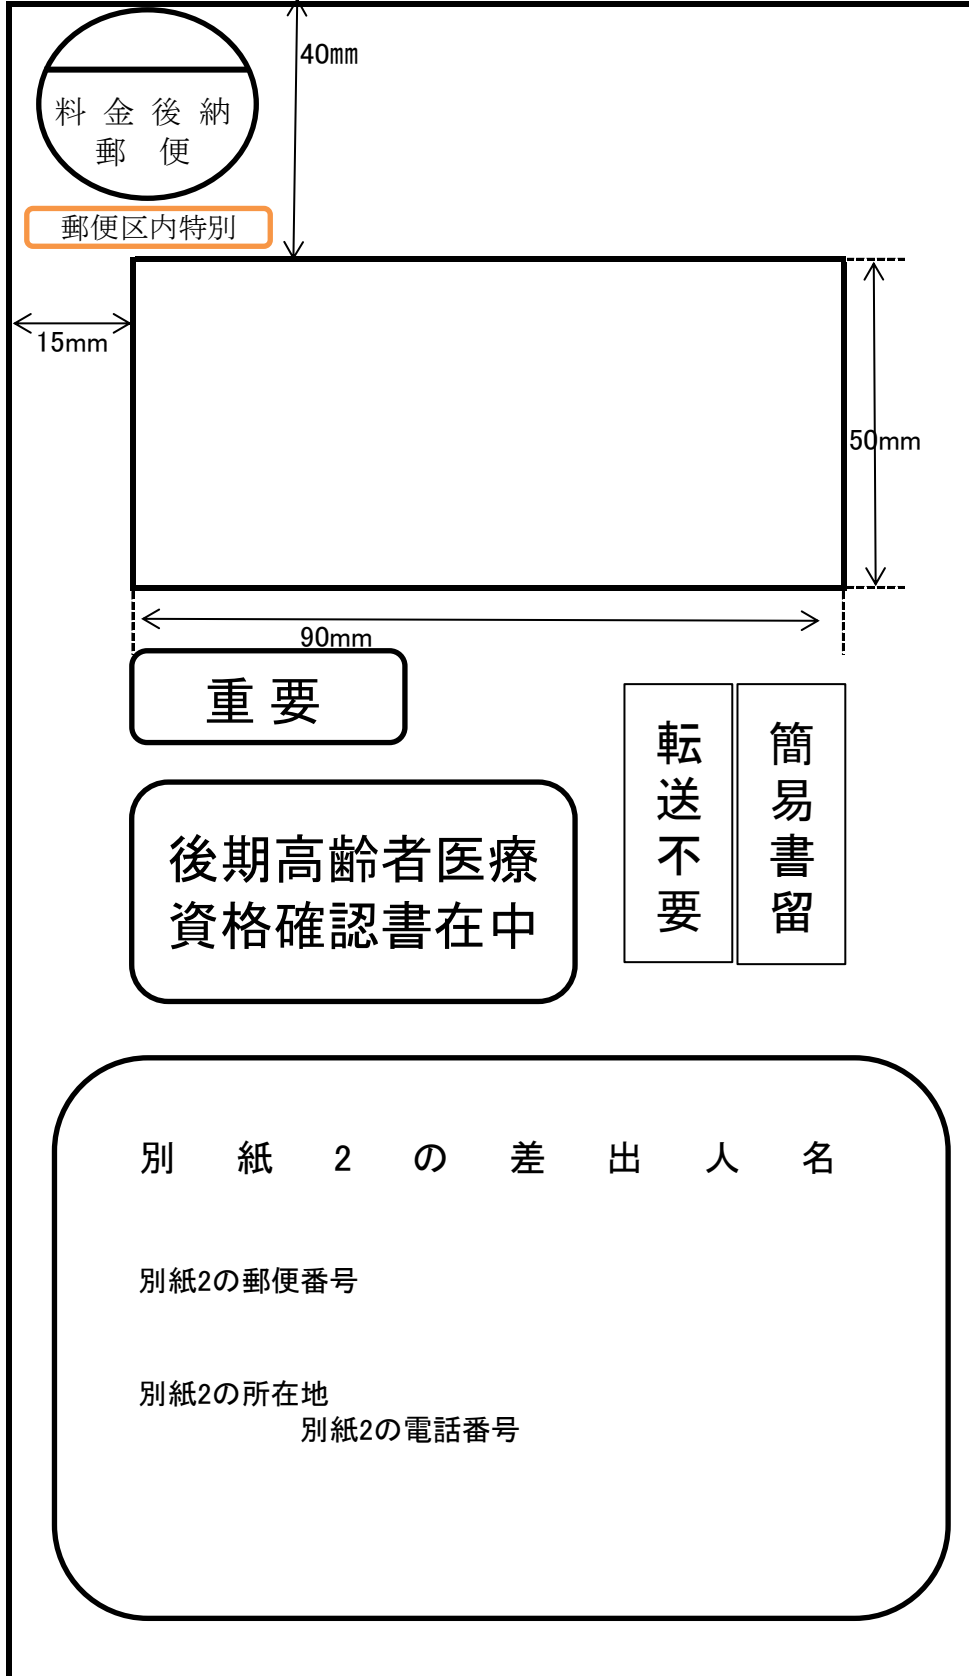 40mm
料金後納
郵便
郵便区内特別
15mm
50mm
90mm
重要
簡易書留
転送不要
後期高齢者医療
資格確認書在中
別紙2の差出人名
別紙2の郵便番号
別紙2の所在地
別紙2の電話番号